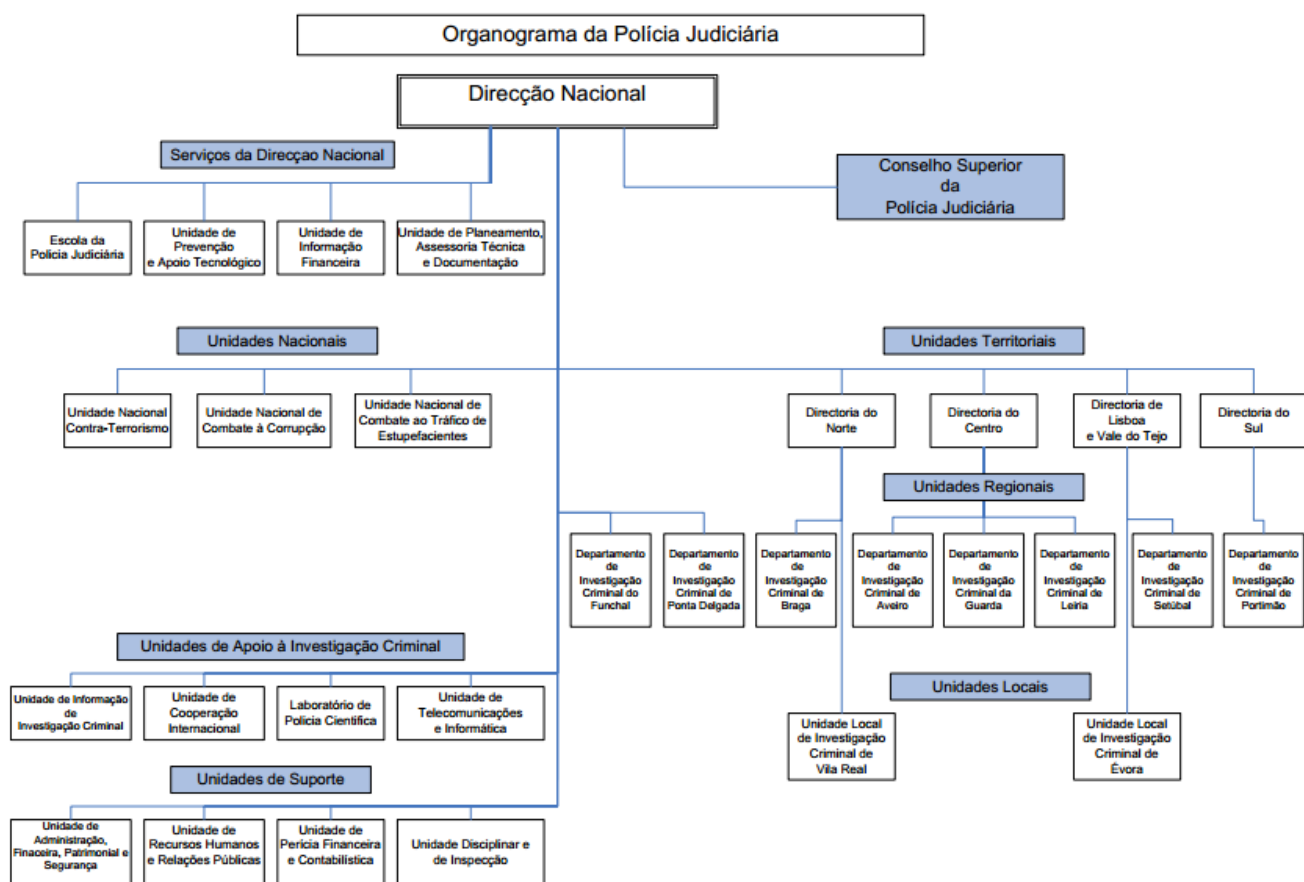 Organograma da Polícia Judiciária
Direcção Nacional
Serviços da Direcçao Nacional
Conselho Superior
da
Polícia Judiciária
Escola da
Policia Judiciária
Unidade de
Prevenção
e Apoio Tecnológico
Unidade de
Informação
Financeira
Unidade de Planeamento,
Assessoria Técnica
e Documentação
Unidades Nacionais
Unidades Territoriais
Unidade Nacional
Contra-Terrorismo
Unidade Nacional de
Combate à Corrupção
Unidade Nacional de
Combate ao Tráfico de
Estupefacientes
Directoria do
Norte
Directoria do
Centro
Directoria de
Lisboa
e Vale do Tejo
Directoria do
Sul
Unidades Regionais
Departamento
de
Investigação
Criminal do
Funchal
Departamento
de
Investigação
Criminal de
Ponta Delgada
Departamento
de
Investigação
Criminal de
Braga
Departamento
de
Investigação
Criminal de
Aveiro
Departamento
de
Investigação
Criminal da
Guarda
Departamento
de
Investigação
Criminal de
Leiria
Departamento
de
Investigação
Criminal de
Setúbal
Departamento
de
Investigação
Criminal de
Portimão
Unidades de Apoio à Investigação Criminal
Unidade de Informação
de
Investigação Criminal
Unidade de
Cooperação
Internacional
Laboratório de
Policia Cientifica
Unidade de
Telecomunicações
e Informática
Unidades Locais
Unidade Local
de Investigação
Criminal de
Vila Real
Unidade Local
de Investigação
Criminal de
Évora
Unidades de Suporte
Unidade de
Administração,
Finaceira, Patrimonial e
Segurança
Unidade de
Recursos Humanos
e Relações Públicas
Unidade de
Perícia Financeira
e Contabilística
Unidade Disciplinar e
de Inspecção